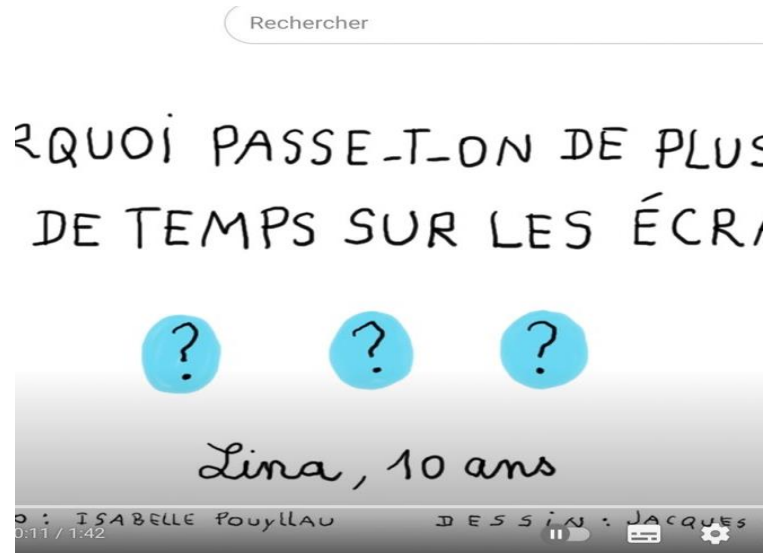 Rechercher
RQUOI PASSE-T-ON DE PLUS
DE TEMPS SUR LES ÉCRA
? ? ?
Lina, 10 ans
O : ISABELLE POUYLLAU DESSIN : JACQUES
0:11 / 1:42